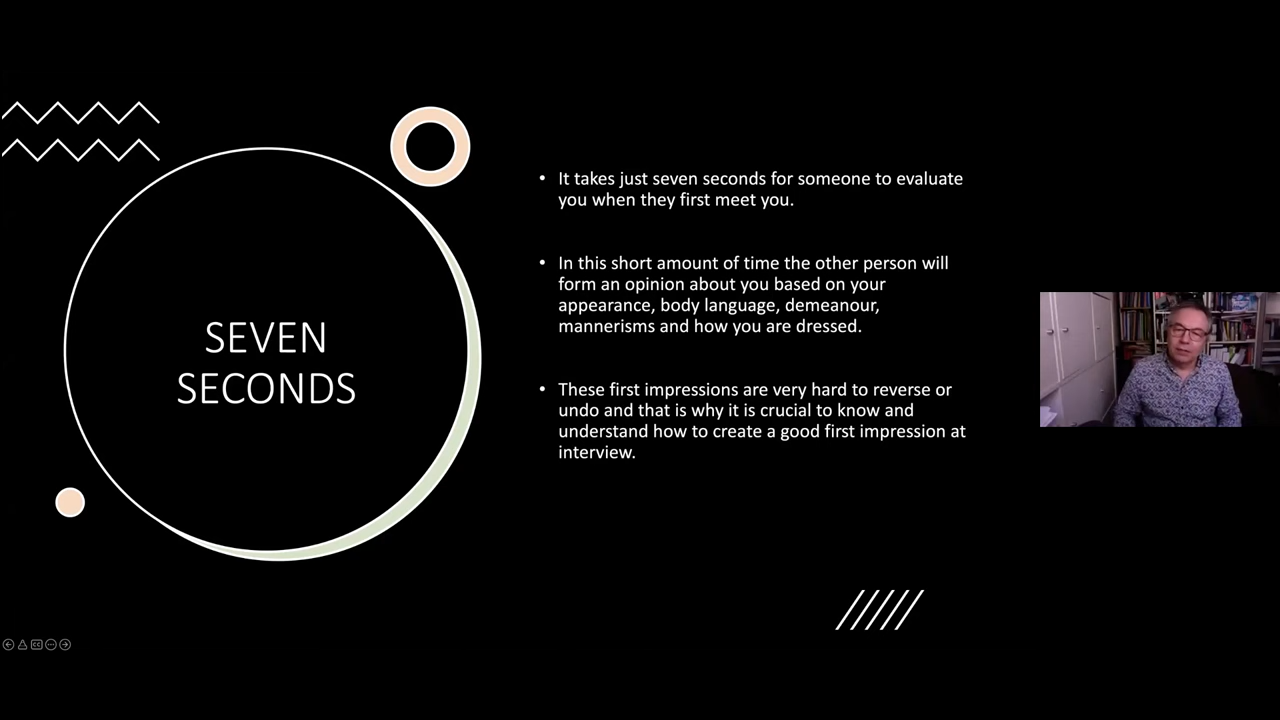 SEVEN
SECONDS
• It takes just seven seconds for someone to evaluate
you when they first meet you.
• In this short amount of time the other person will
form an opinion about you based on your
appearance, body language, demeanour,
mannerisms and how you are dressed.
• These first impressions are very hard to reverse or
undo and that is why it is crucial to know and
understand how to create a good first impression at
interview.